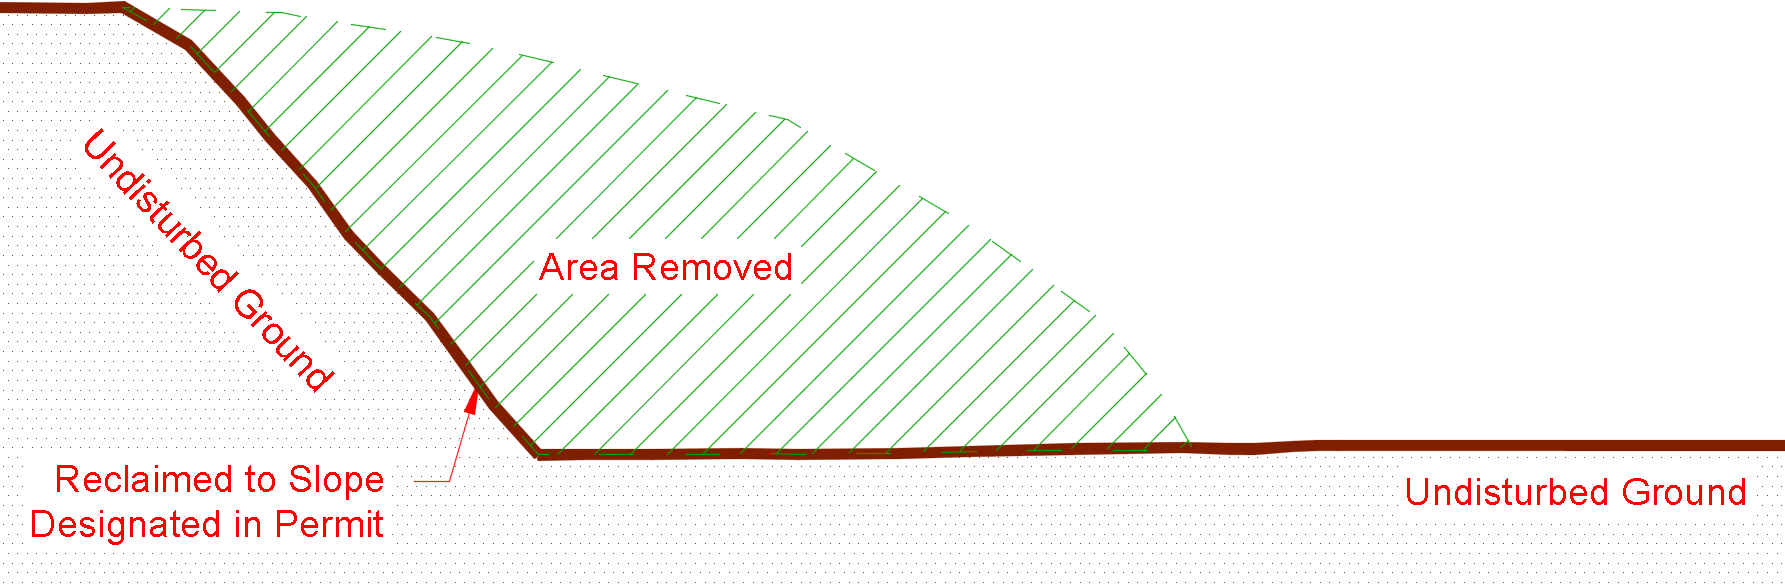 Undisturbed Ground
Area Removed
Reclaimed to Slope
Designated in Permit
Undisturbed Ground